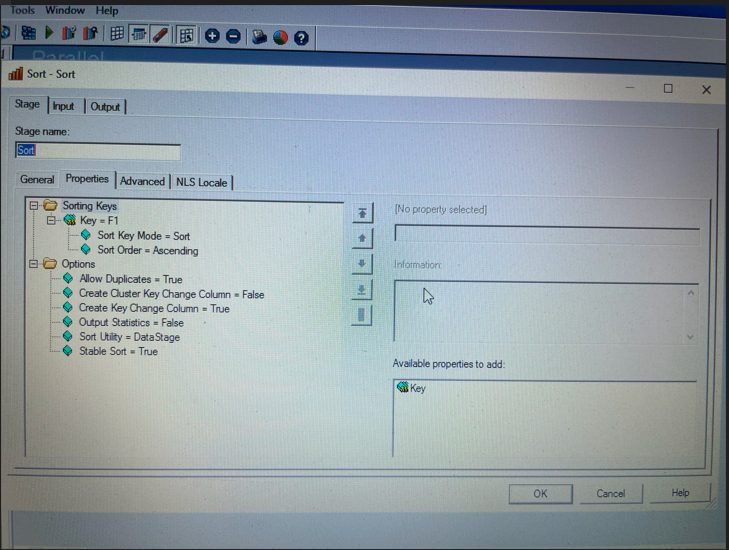 Tools Window Help
Parallel
Sort - Sort
Stage Input Output
Stage name:
Sort
General Properties Advanced NLS Locale
Sorting Keys
Key = F1
Sort Key Mode = Sort
Sort Order = Ascending
Options
Allow Duplicates = True
Create Cluster Key Change Column = False
Create Key Change Column = True
Output Statistics = False
Sort Utility = DataStage
Stable Sort = True
[No property selected]
Information:
Available properties to add:
Key
OK Cancel Help